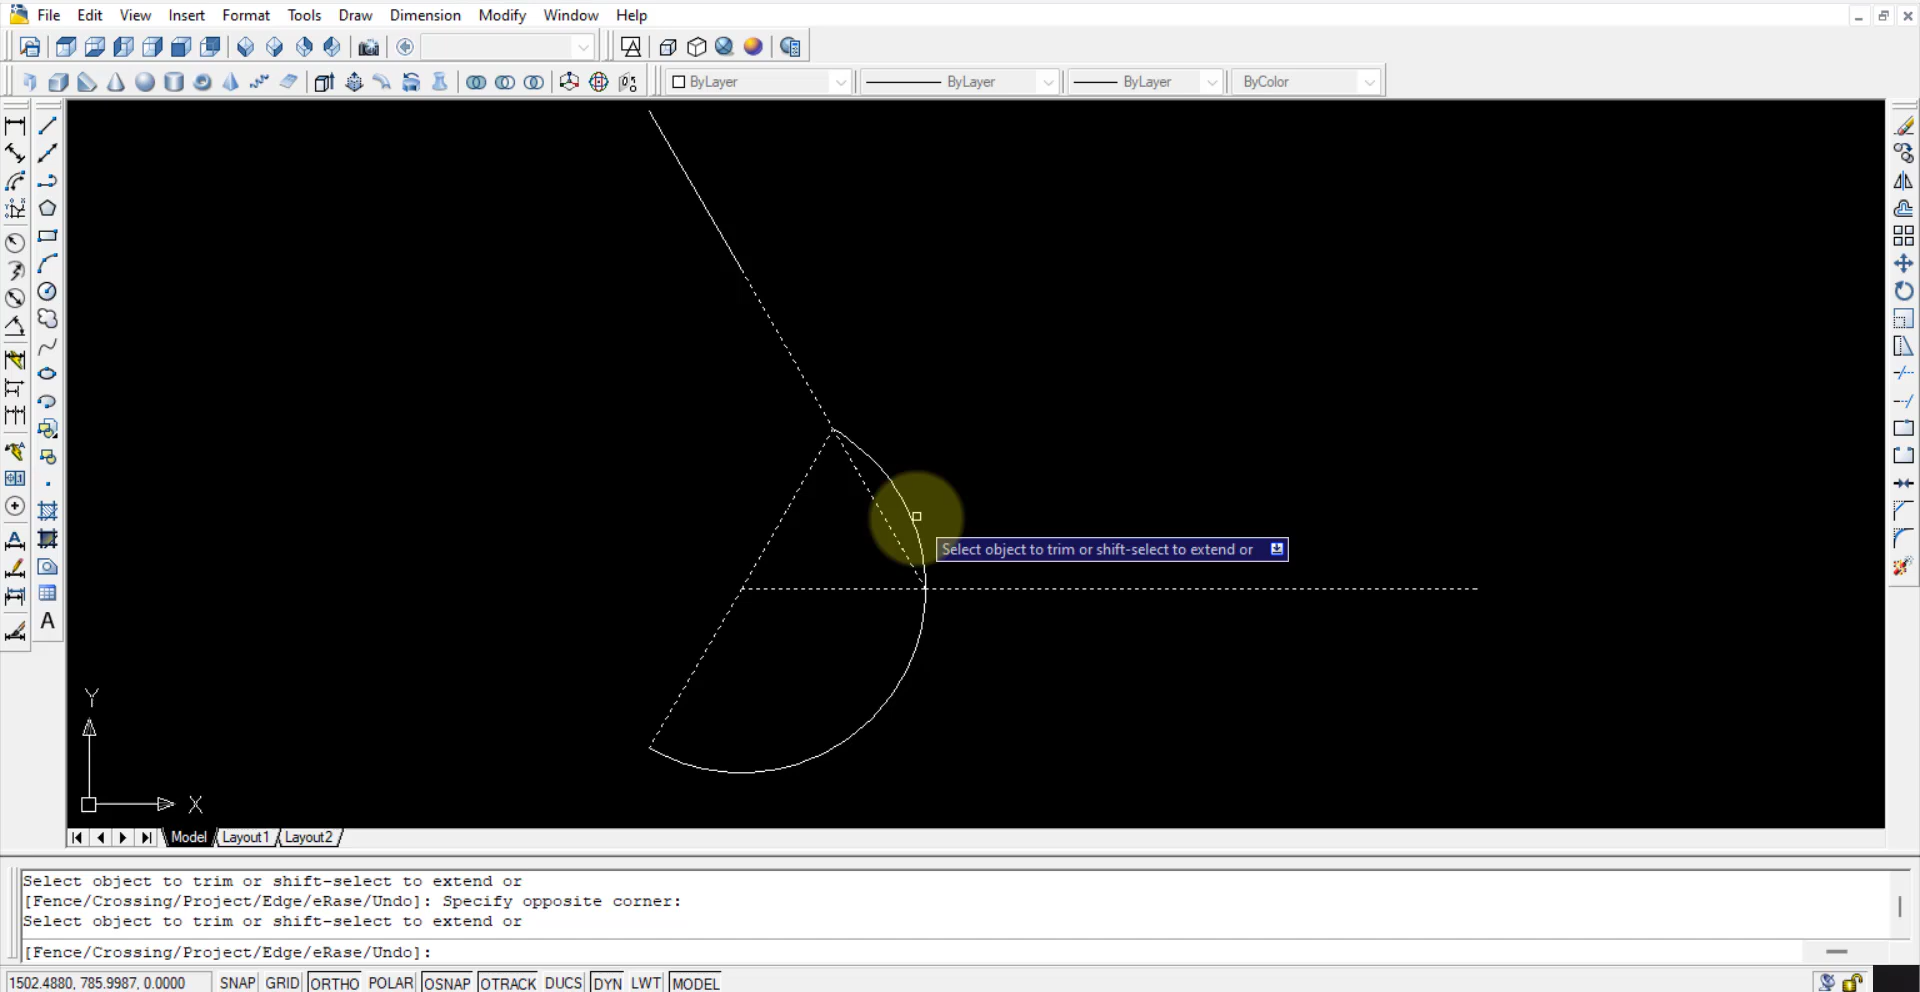 File Edit View Insert Format Tools Draw Dimension Modify Window Help
ByLayer ByLayer ByLayer ByColor
Select object to trim or shift-select to extend or
Y
X
Model Layout1 Layout2
Select object to trim or shift-select to extend or
[Fence/Crossing/Project/Edge/eRase/Undo]: Specify opposite corner:
Select object to trim or shift-select to extend or
[Fence/Crossing/Project/Edge/eRase/Undo]:
1502.4880, 785.9987, 0.0000 SNAP GRID ORTHO POLAR OSNAP OTRACK DUCS DYN LWT MODEL